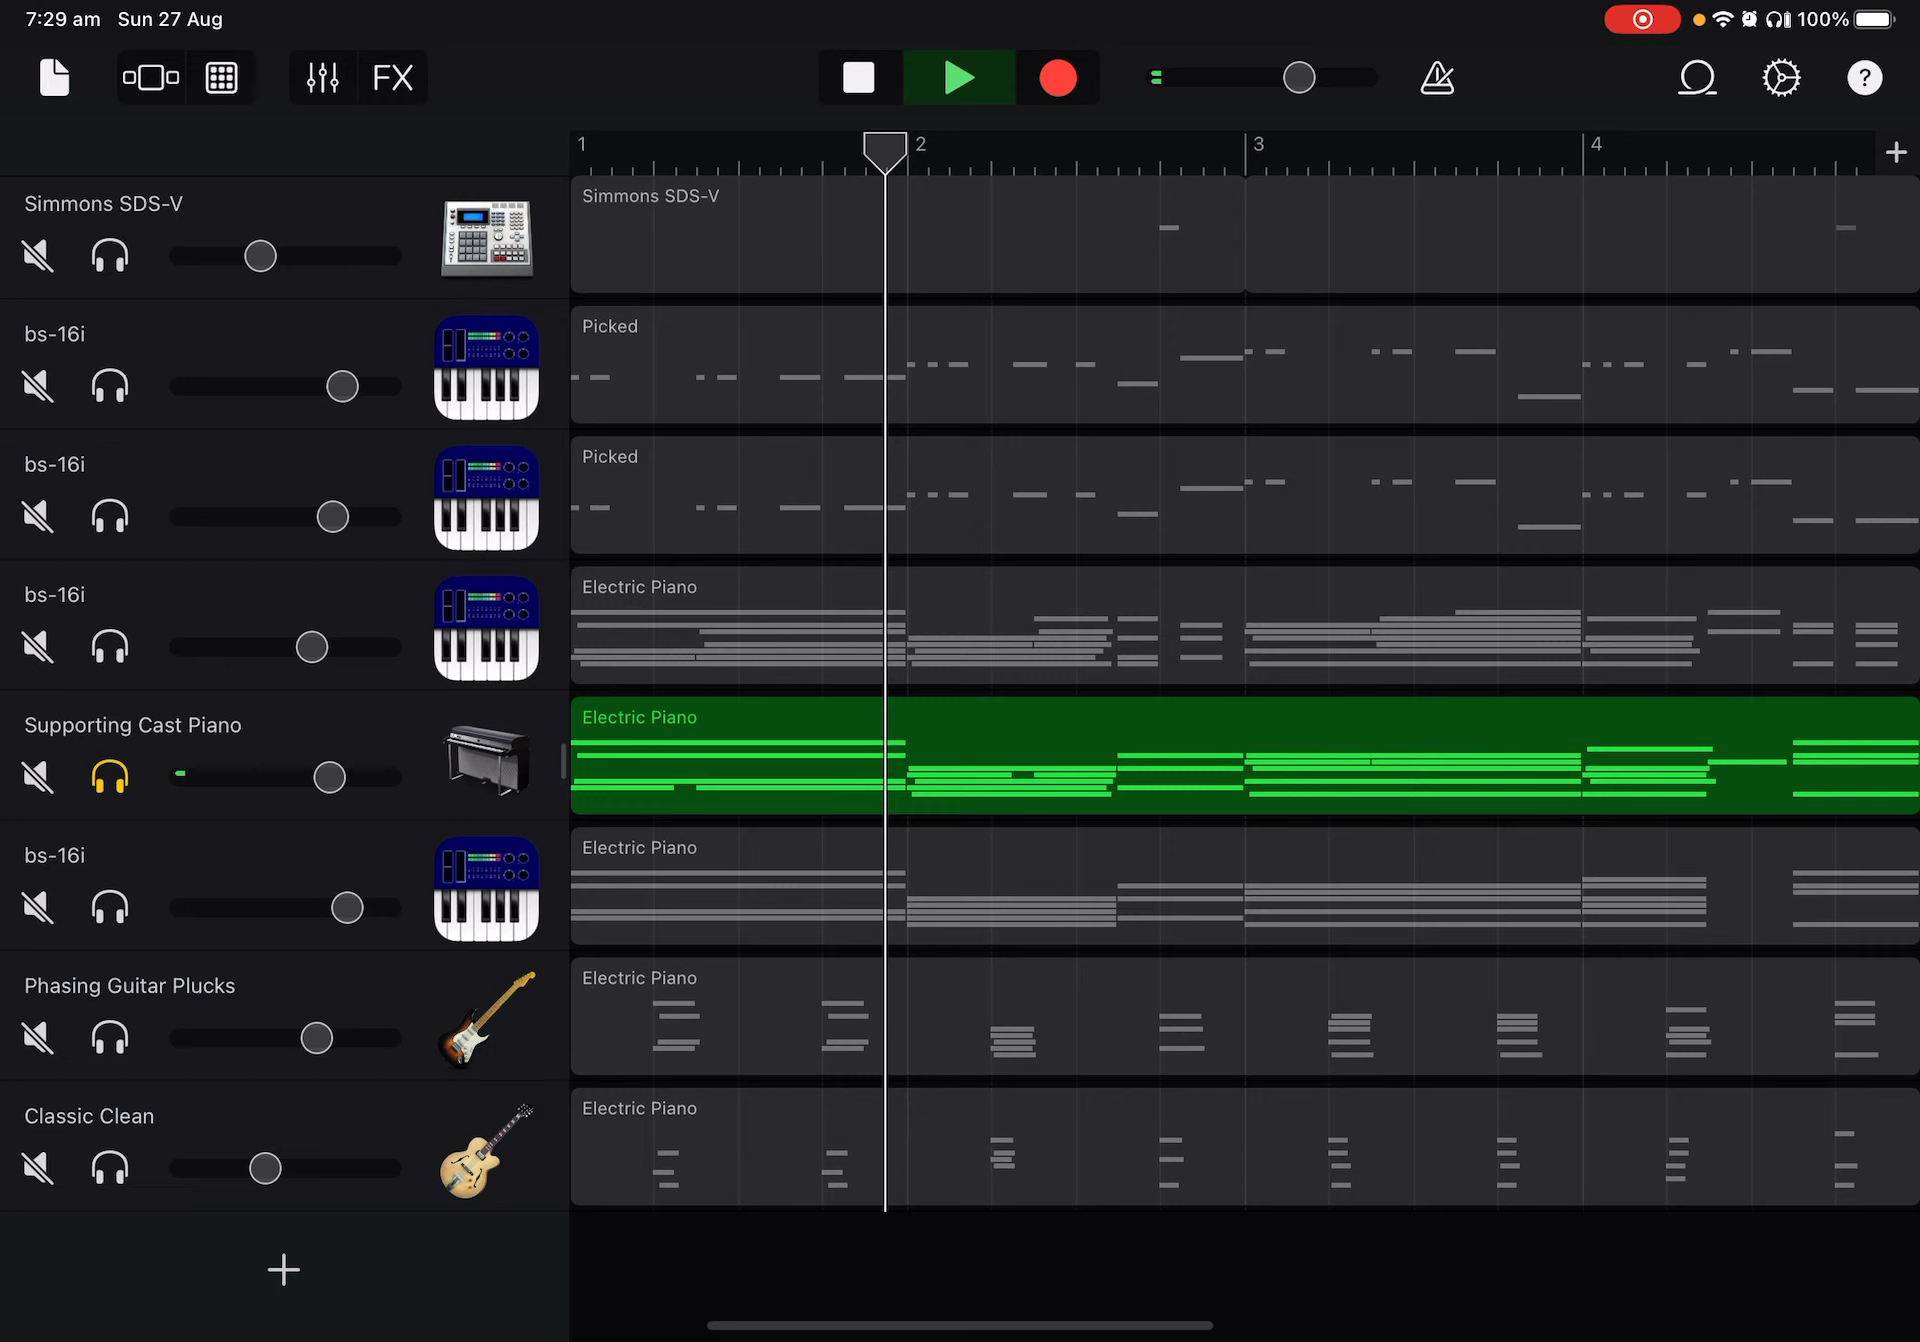 7:29 am Sun 27 Aug
100%
FX
?
1 2 3 4
Simmons SDS-V
Simmons SDS-V
bs-16i
Picked
bs-16i
Picked
bs-16i
Electric Piano
Supporting Cast Piano
Electric Piano
bs-16i
Electric Piano
Phasing Guitar Plucks
Electric Piano
Classic Clean
Electric Piano